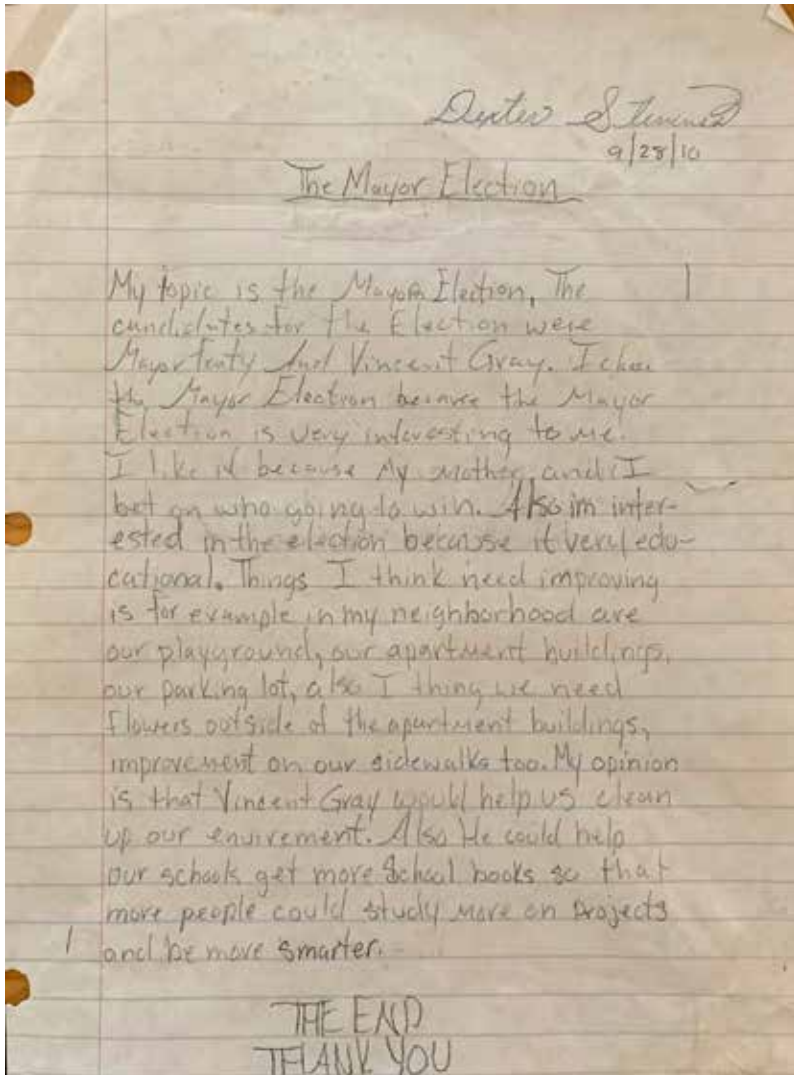 Dexter
9/28/10
The Mayor Election
My topic is the Mayor Election, The
candidates for the Election were
Mayor Fenty And Vincent Gray. I
the Mayor Election because the Mayor
Election is very interesting to me.
I like it because My mother and I
bet on who going to win. Also im inter-
ested in the election because it very edu-
cational. Things I think need improving
is for example in my neighborhood are
our playground, our apartment buildings,
our parking lot, also I thing we need
flowers outside of the apartment buildings,
improvement on our sidewalks too. My opinion
is that Vincent Gray would help us clean
up our envirement. Also He could help
our schools get more School books so that
more people could study more on projects
and be more smarter.
THE END
THANK YOU